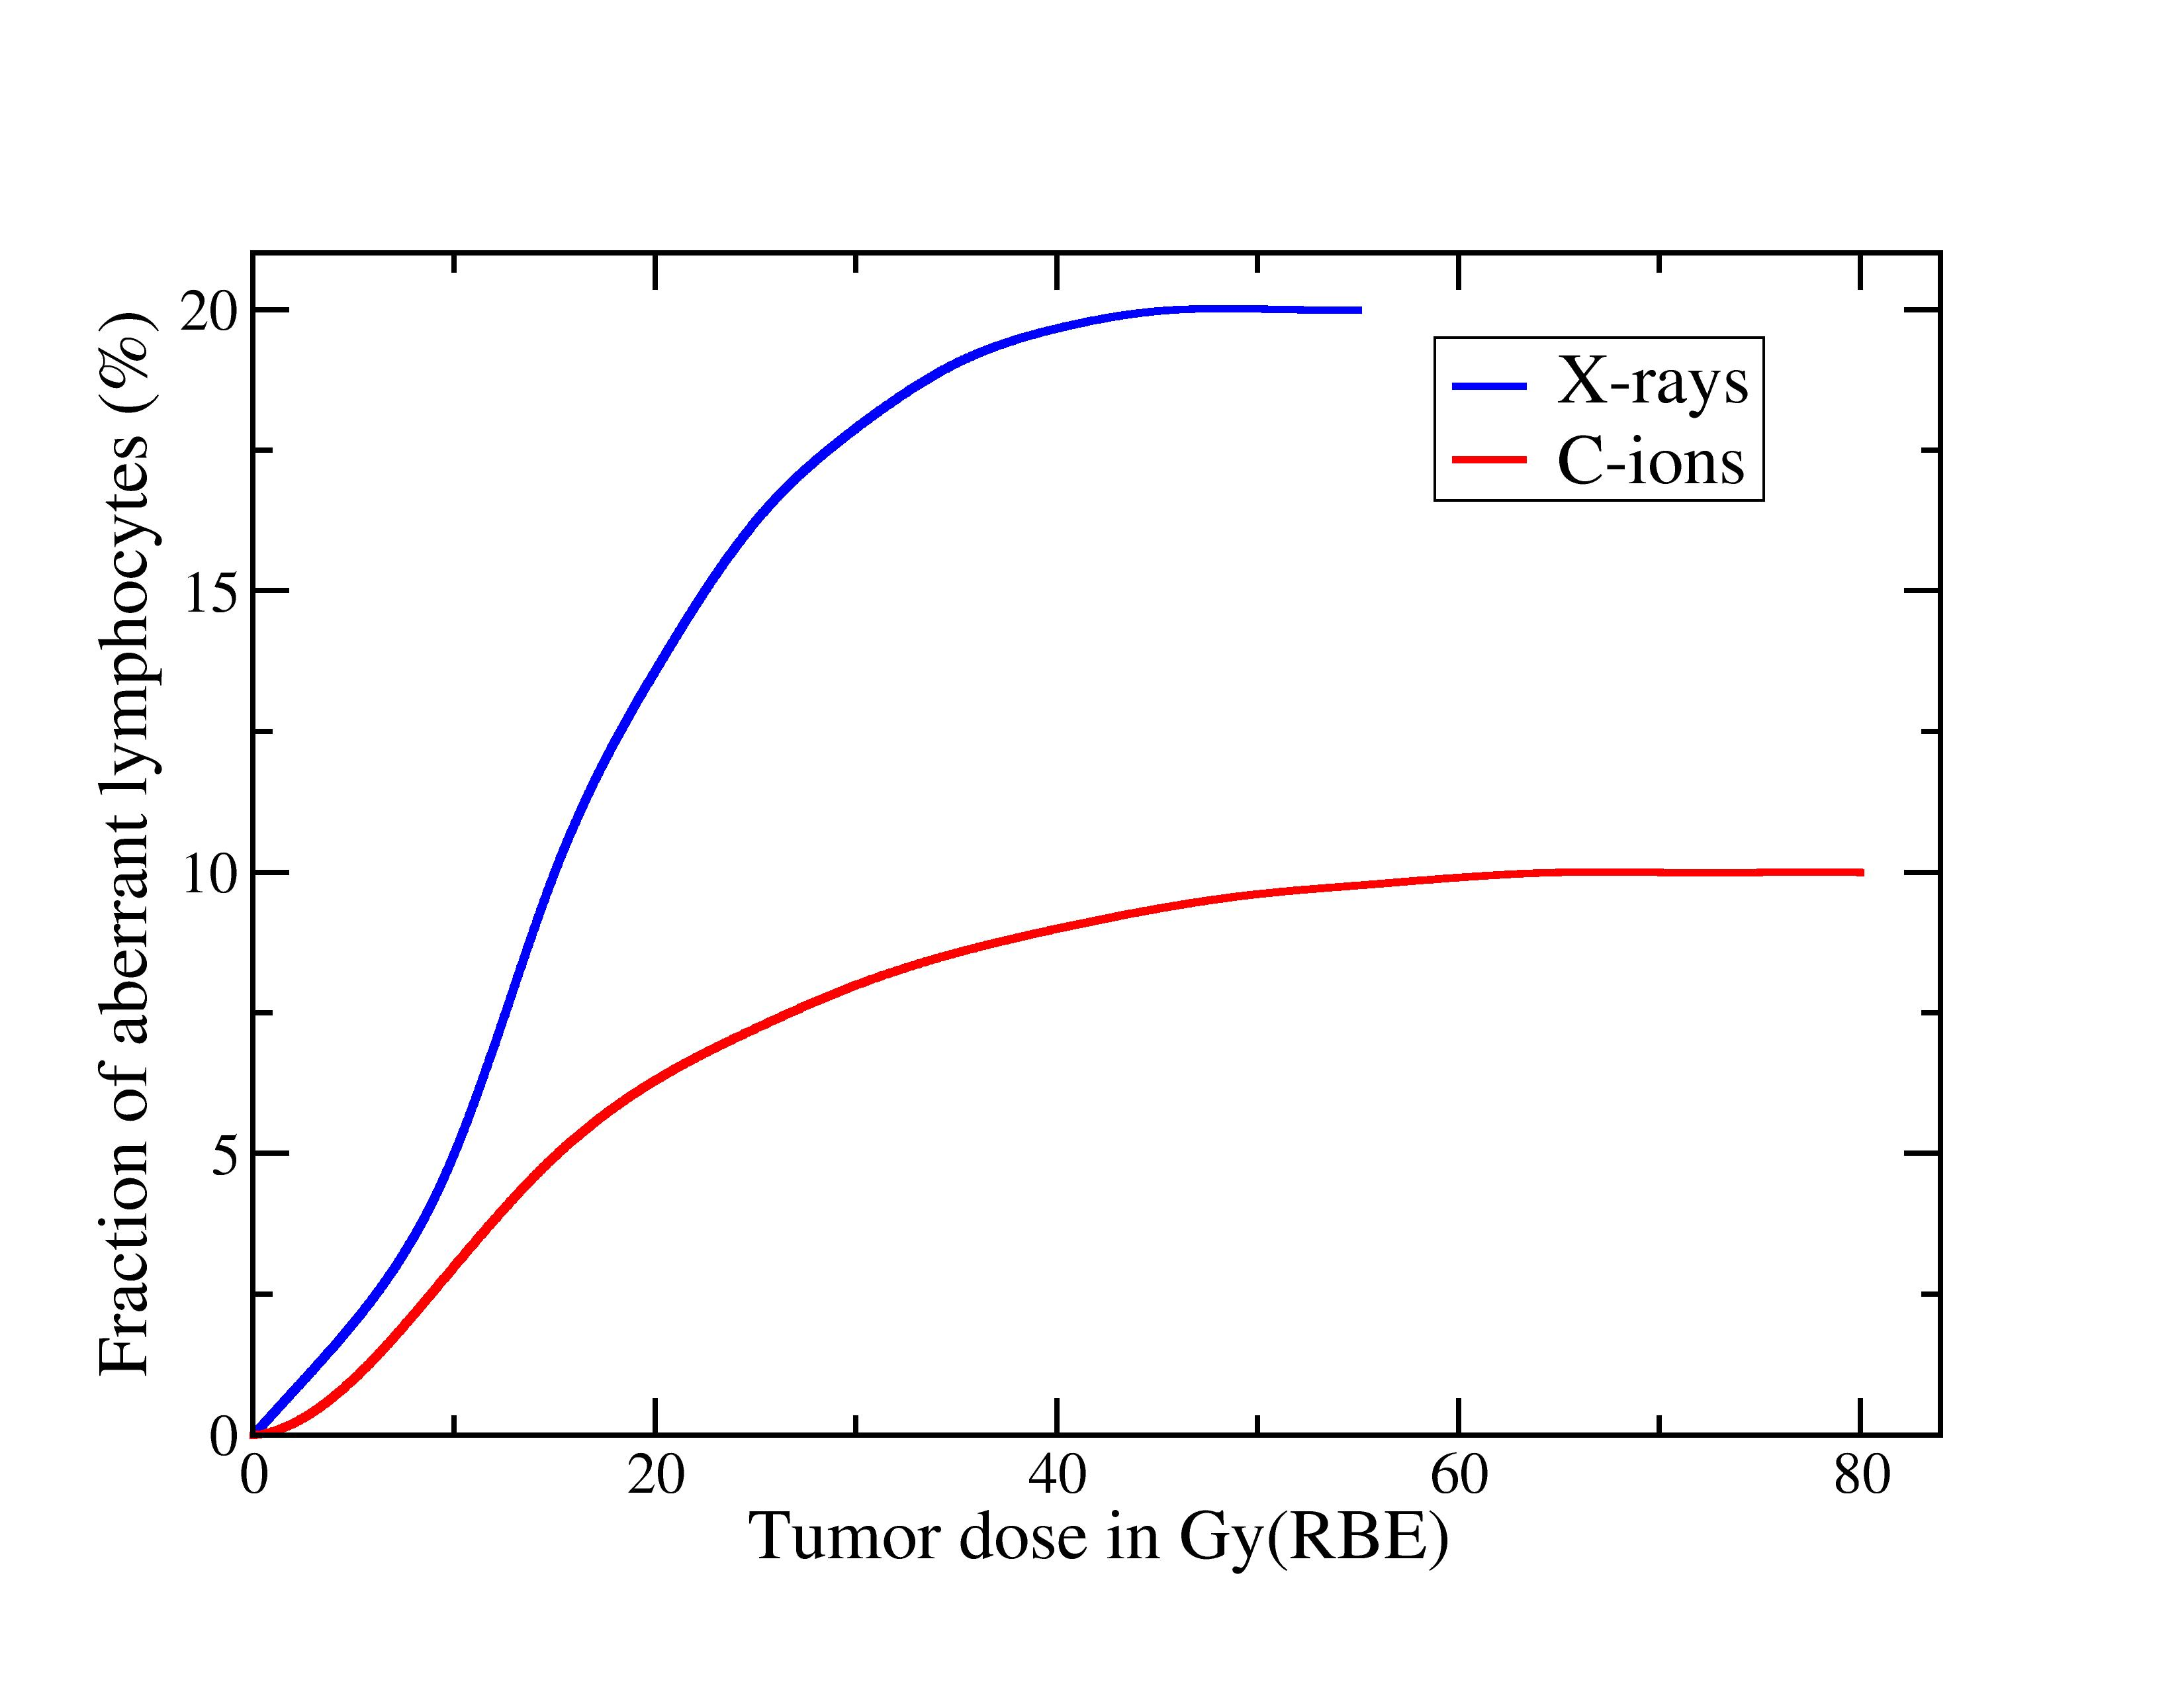 Fraction of aberrant lymphocytes (%)
20
15
10
5
0
X-rays
C-ions
0 20 40 60 80
Tumor dose in Gy(RBE)